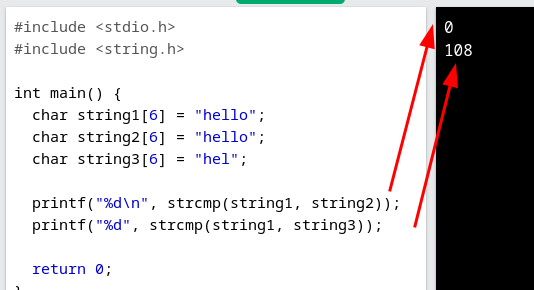 #include <stdio.h>
#include <string.h>
int main() {
char string1[6] = "hello";
char string2[6] = "hello";
char string3[6] = "hel";
printf("%d\n", strcmp(string1, string2));
printf("%d", strcmp(string1, string3));
return 0;
}
0
108